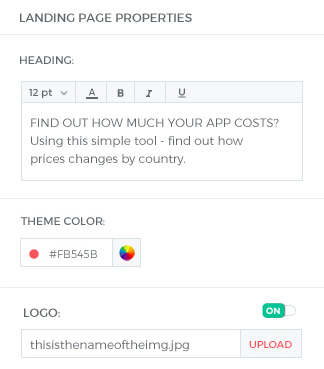 LANDING PAGE PROPERTIES
HEADING:
12 pt A B I U
FIND OUT HOW MUCH YOUR APP COSTS?
Using this simple tool - find out how
prices changes by country.
THEME COLOR:
#FB545B
LOGO: ON
thisisthenameoftheimg.jpg UPLOAD